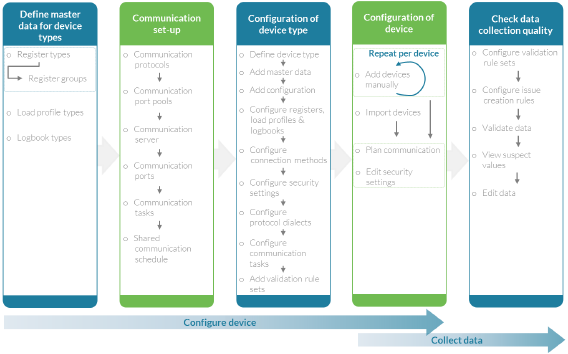 Define master
data for device
types
Register types
Register groups
Load profile types
Logbook types
Communication
set-up
Communication
protocols
Communication
port pools
Communication
server
Communication
ports
Communication
tasks
Shared
communication
schedule
Configuration of
device type
Define device type
Add master data
Add configuration
Configure registers,
load profiles &
logbooks
Configure
connection methods
Configure security
settings
Configure
protocol dialects
Configure
communication
tasks
Add validation rule
sets
Configuration of
device
Repeat per device
Add devices
manually
Import devices
Plan communication
Edit security
settings
Check data
collection quality
Configure validation
rule sets
Configure issue
creation rules
Validate data
View suspect
values
Edit data
Configure device
Collect data